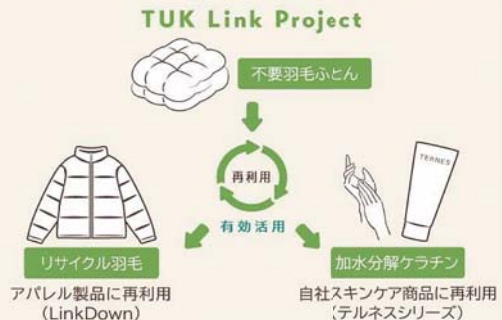 TUK Link Project
不要羽毛ふとん
再利用
有効活用
TERNES
リサイクル羽毛
アパレル製品に再利用
(LinkDown)
加水分解ケラチン
自社スキンケア商品に再利用
(テルネスシリーズ)